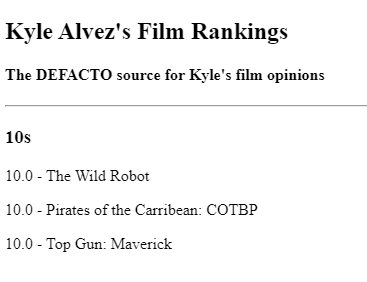 Kyle Alvez's Film Rankings
The DEFACTO source for Kyle's film opinions
10s
10.0 - The Wild Robot
10.0 - Pirates of the Carribean: COTBP
10.0 - Top Gun: Maverick